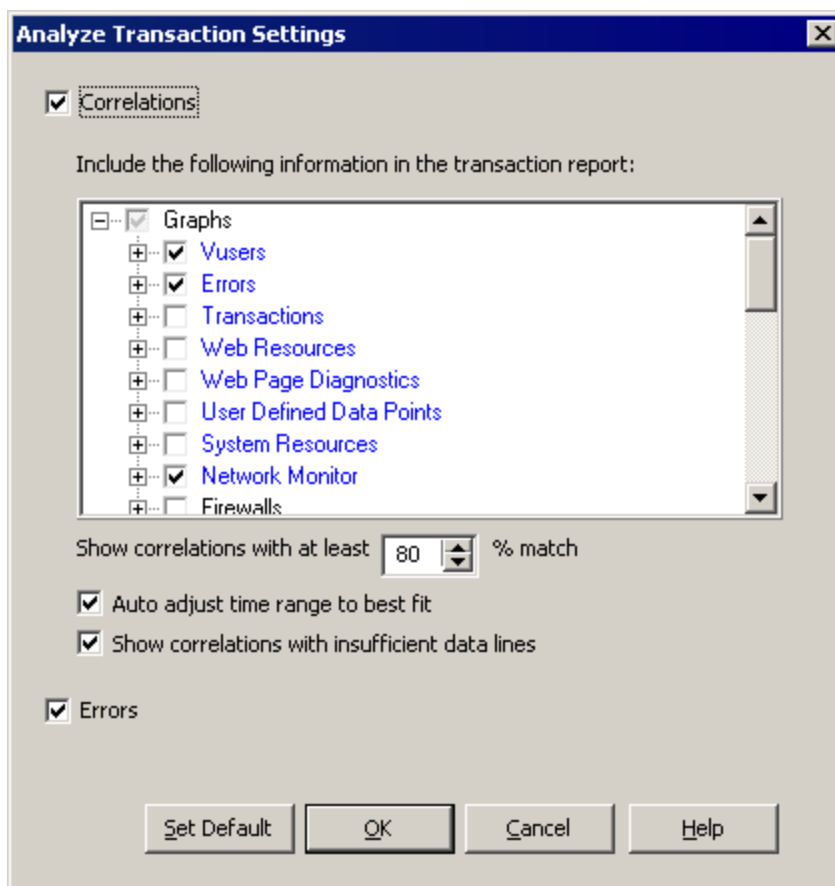 Analyze Transaction Settings
Correlations
Include the following information in the transaction report:
Graphs
Vusers
Errors
Transactions
Web Resources
Web Page Diagnostics
User Defined Data Points
System Resources
Network Monitor
Firewalls
Show correlations with at least 80 % match
Auto adjust time range to best fit
Show correlations with insufficient data lines
Errors
Set Default OK Cancel Help